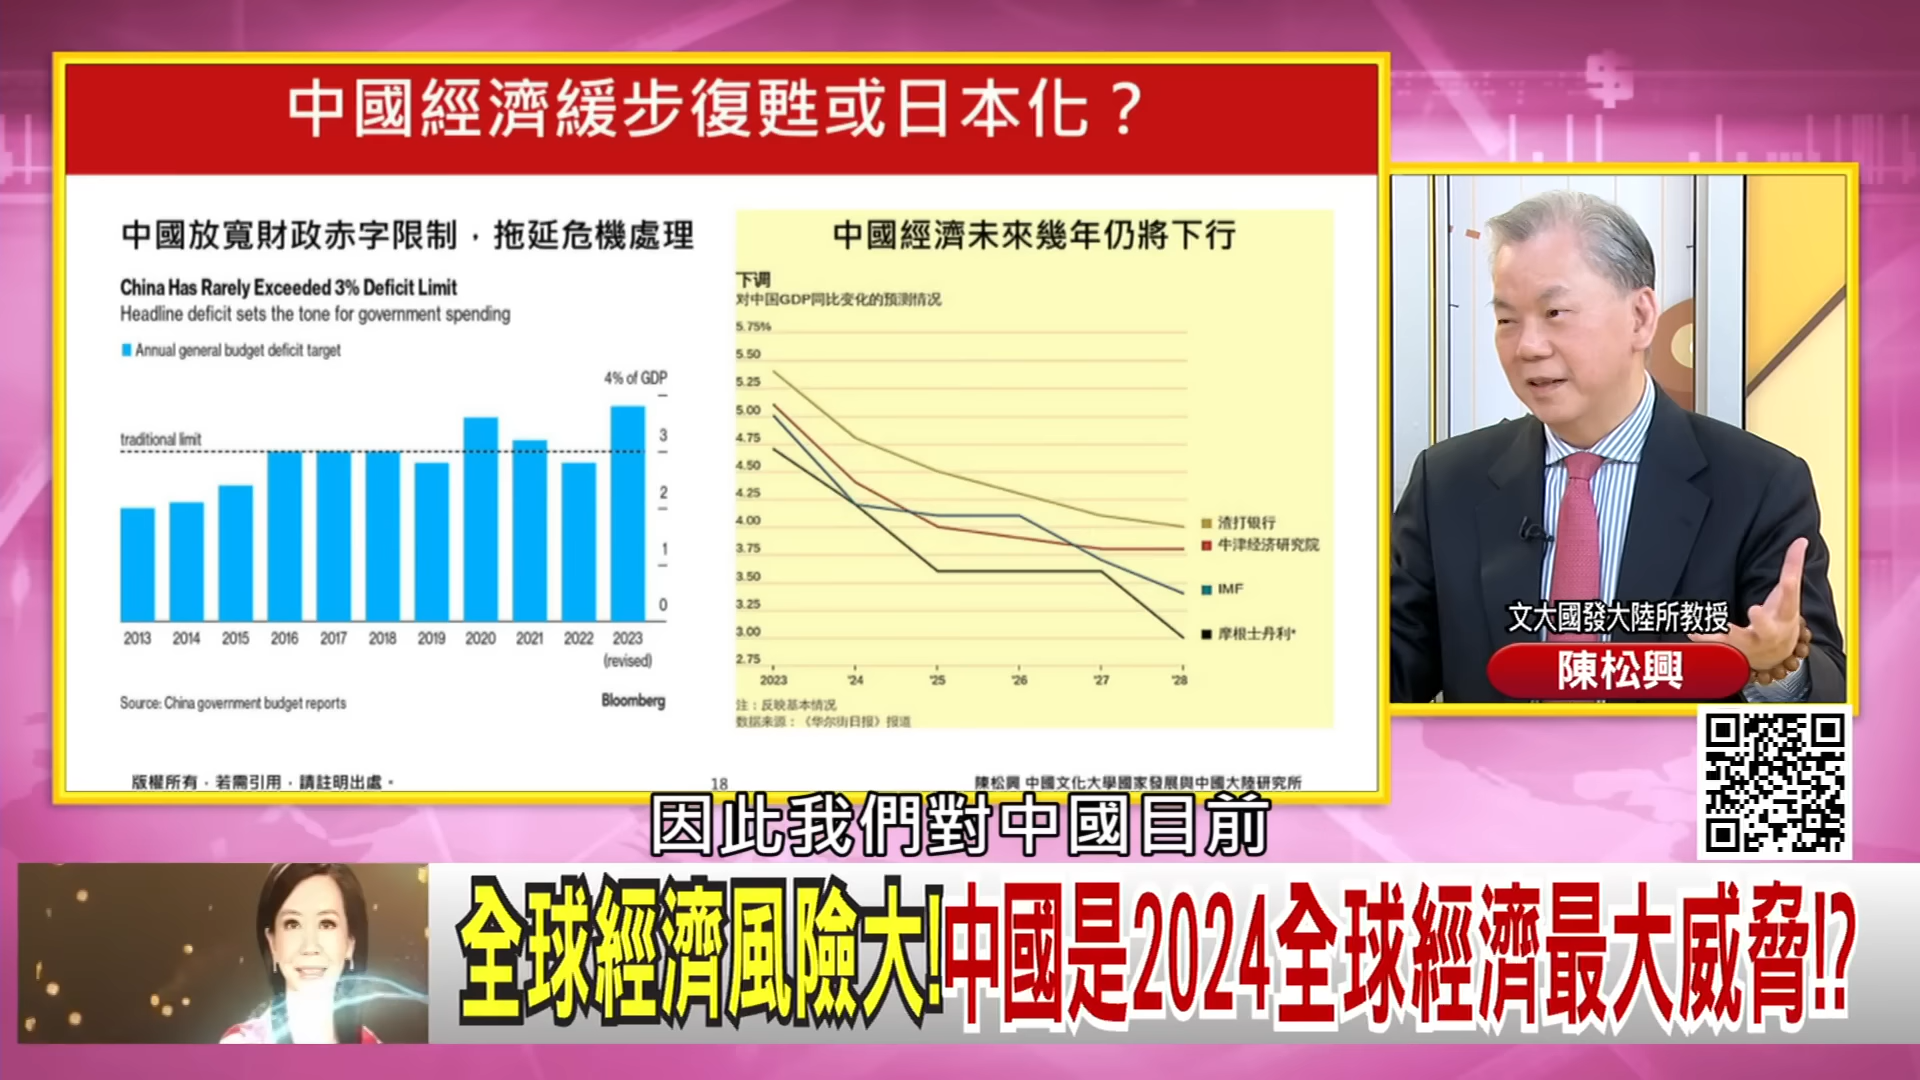 中國經濟緩步復甦或日本化？
中國放寬財政赤字限制，拖延危機處理
China Has Rarely Exceeded 3% Deficit Limit
Headline deficit sets the tone for government spending
Annual general budget deficit target
4% of GDP
traditional limit
3
2
1
0
2013 2014 2015 2016 2017 2018 2019 2020 2021 2022 2023
(revised)
Source: China government budget reports
Bloomberg
中國經濟未來幾年仍將下行
下调
对中国GDP同比变化的预测情况
5.75%
5.50
5.25
5.00
4.75
4.50
4.25
4.00
3.75
3.50
3.25
3.00
2.75
2023 '24 '25 '26 '27 '28
渣打银行
牛津经济研究院
IMF
摩根士丹利*
注：反映基本情况
数据来源：《华尔街日报》报道
版權所有，若需引用，請註明出處。
18
陳松興 中國文化大學國家發展與中國大陸研究所
文大國發大陸所教授
陳松興
因此我們對中國目前
全球經濟風險大!中國是2024全球經濟最大威脅!?